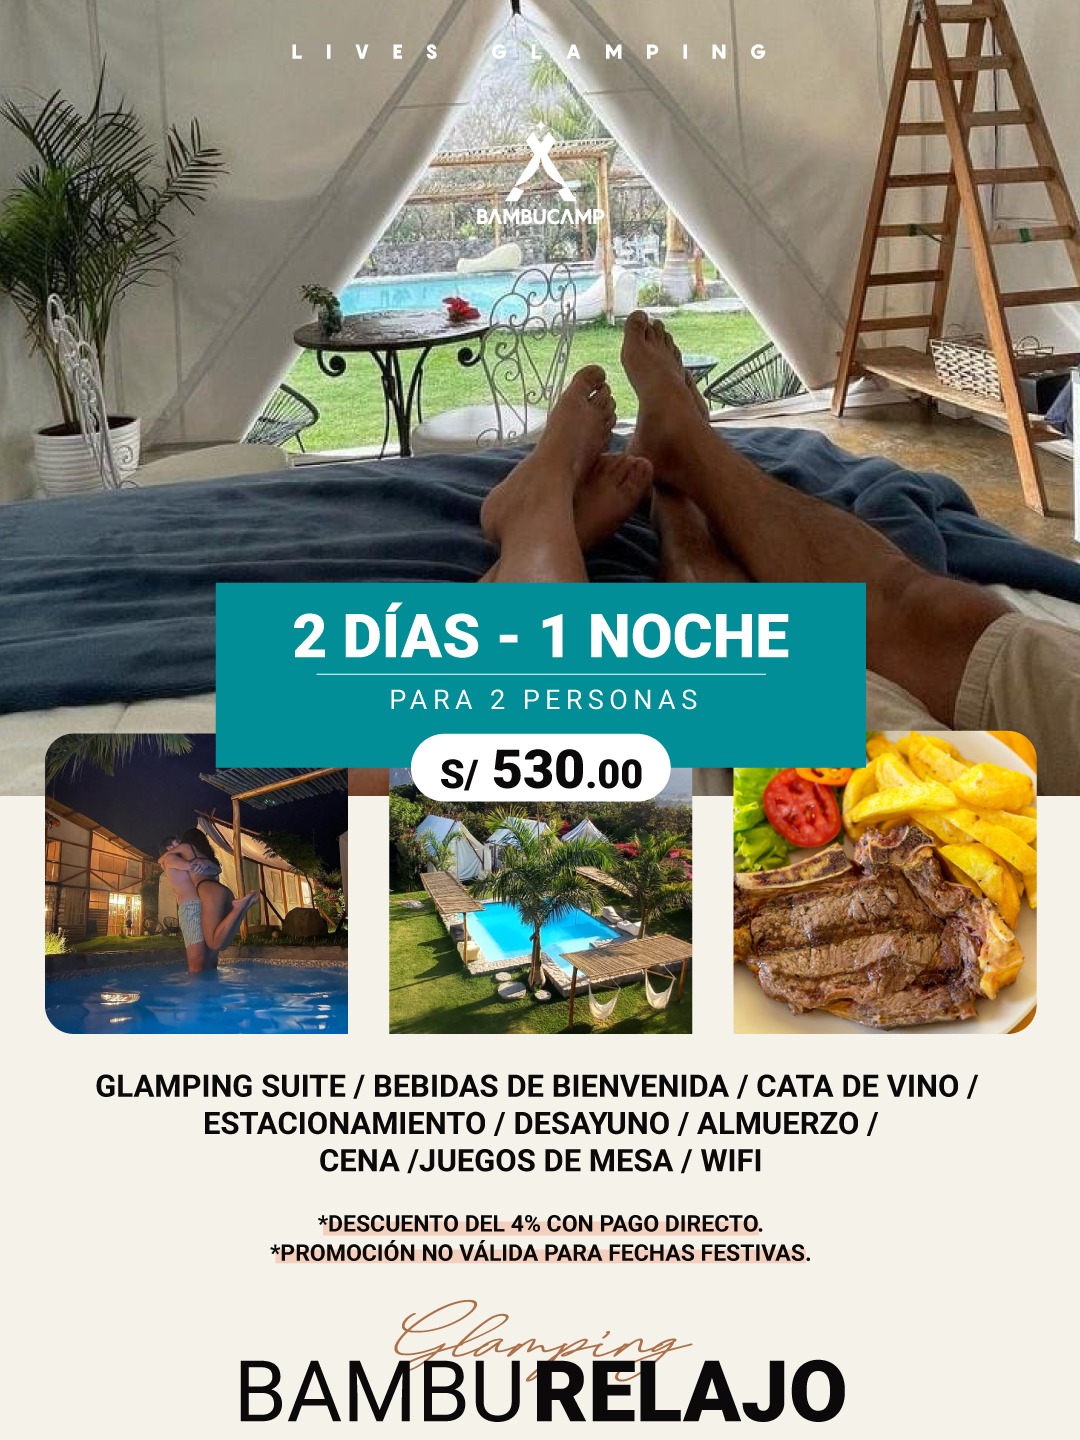 LIVES GLAMPING
BAMBUCAMP
2 DÍAS - 1 NOCHE
PARA 2 PERSONAS
S/ 530.00
GLAMPING SUITE / BEBIDAS DE BIENVENIDA / CATA DE VINO /
ESTACIONAMIENTO / DESAYUNO / ALMUERZO /
CENA /JUEGOS DE MESA / WIFI
*DESCUENTO DEL 4% CON PAGO DIRECTO.
*PROMOCIÓN NO VÁLIDA PARA FECHAS FESTIVAS.
Glamping
BAMBURELAJO